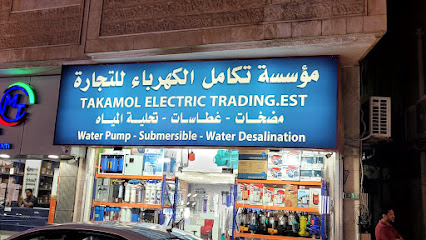 مؤسسة تكامل الكهرباء للتجارة
TAKAMOL ELECTRIC TRADING.EST
مضخات - غطاسات - تحلية المياه
Water Pump - Submersible - Water Desalination